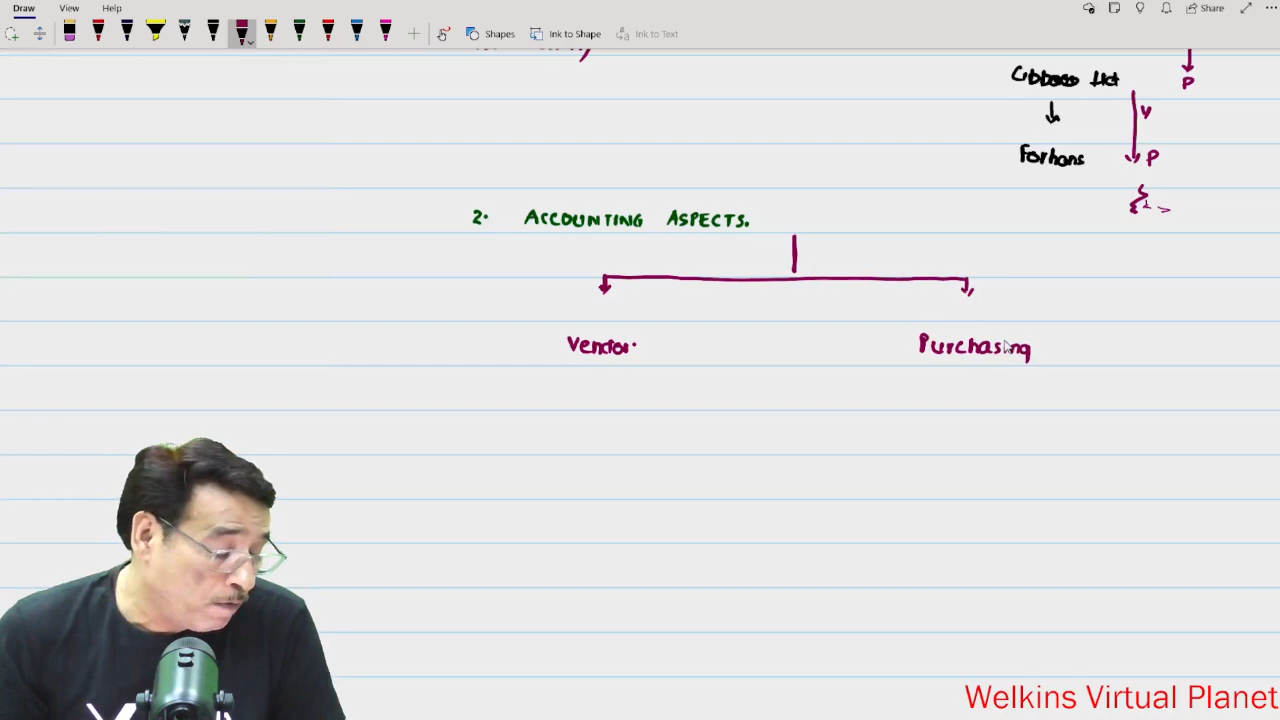 Draw View Help
Share
Shapes Ink to Shape Ink to Text
P
V
Forhans P
2. ACCOUNTING ASPECTS.
Vendor. Purchasing
Welkins Virtual Planet